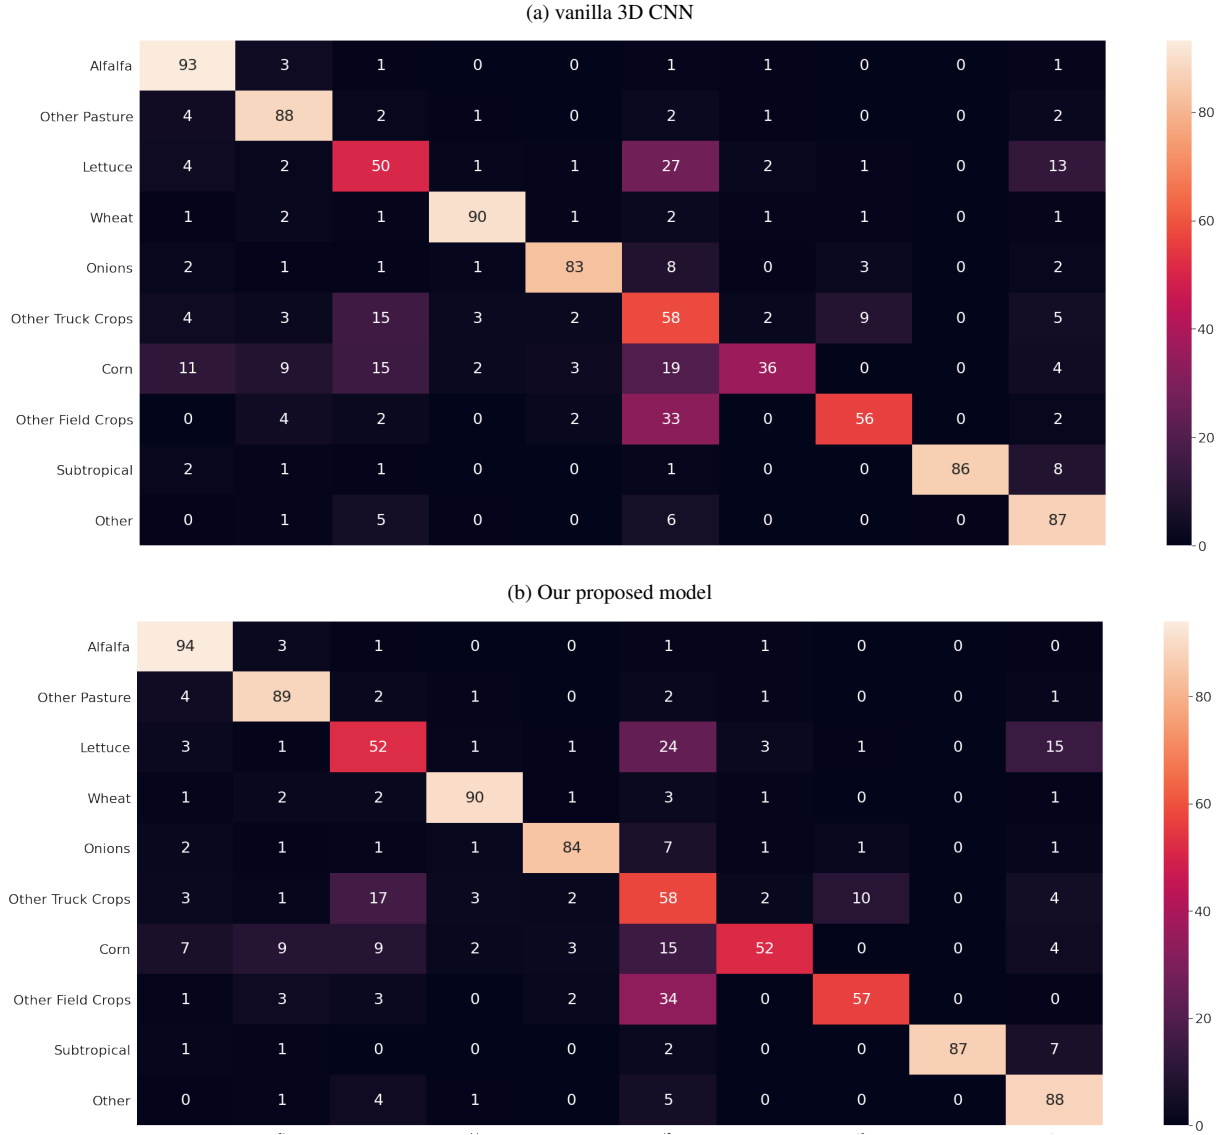 (a) vanilla 3D CNN
Alfalfa 93 3 1 0 0 1 1 0 0 1
Other Pasture 4 88 2 1 0 2 1 0 0 2
Lettuce 4 2 50 1 1 27 2 1 0 13
Wheat 1 2 1 90 1 2 1 1 0 1
Onions 2 1 1 1 83 8 0 3 0 2
Other Truck Crops 4 3 15 3 2 58 2 9 0 5
Corn 11 9 15 2 3 19 36 0 0 4
Other Field Crops 0 4 2 0 2 33 0 56 0 2
Subtropical 2 1 1 0 0 1 0 0 86 8
Other 0 1 5 0 0 6 0 0 0 87
80
60
40
20
0
(b) Our proposed model
Alfalfa 94 3 1 0 0 1 1 0 0 0
Other Pasture 4 89 2 1 0 2 1 0 0 1
Lettuce 3 1 52 1 1 24 3 1 0 15
Wheat 1 2 2 90 1 3 1 0 0 1
Onions 2 1 1 1 84 7 1 1 0 1
Other Truck Crops 3 1 17 3 2 58 2 10 0 4
Corn 7 9 9 2 3 15 52 0 0 4
Other Field Crops 1 3 3 0 2 34 0 57 0 0
Subtropical 1 1 0 0 0 2 0 0 87 7
Other 0 1 4 1 0 5 0 0 0 88
80
60
40
20
0